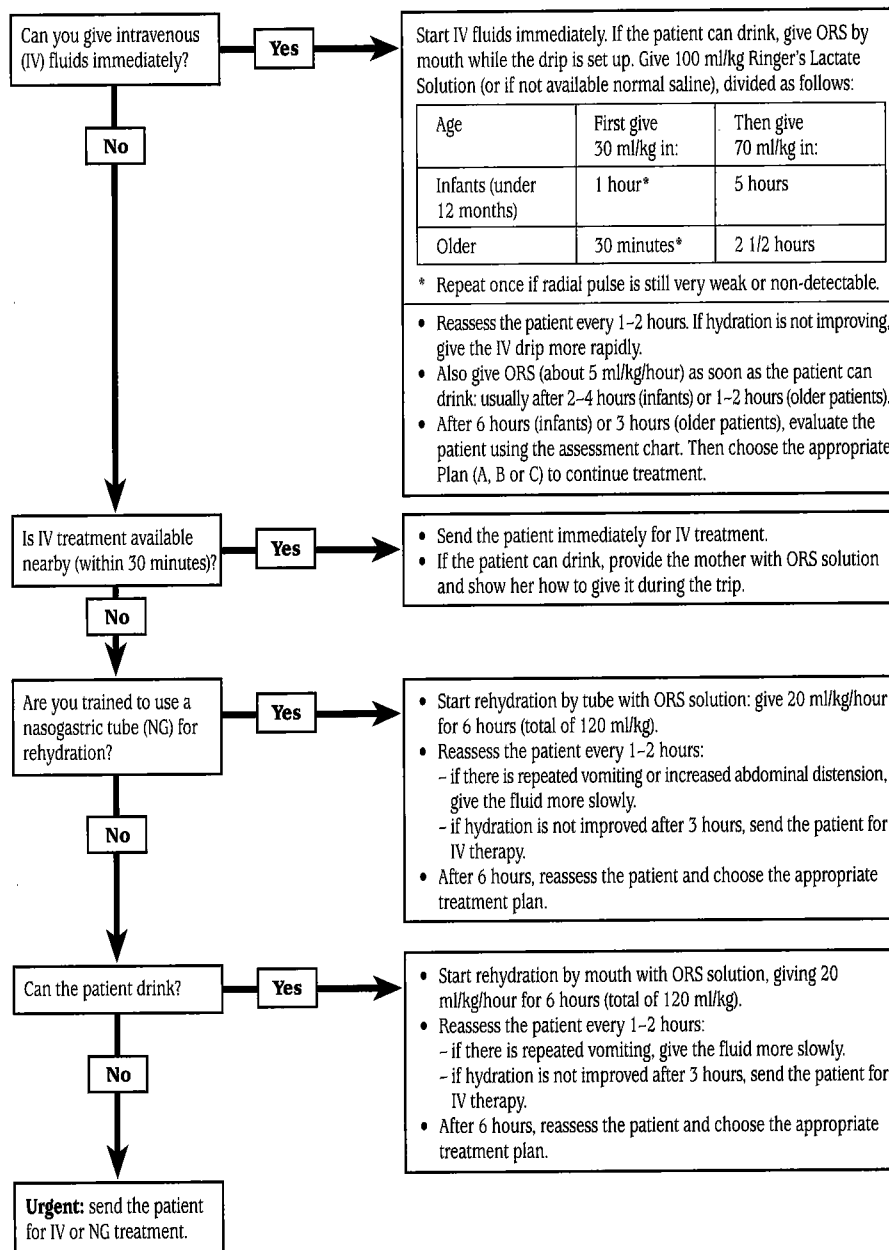 Can you give intravenous
(IV) fluids immediately?
Yes
Start IV fluids immediately. If the patient can drink, give ORS by
mouth while the drip is set up. Give 100 ml/kg Ringer's Lactate
Solution (or if not available normal saline), divided as follows:
Age
First give
30 ml/kg in:
Then give
70 ml/kg in:
Infants (under
12 months)
1 hour*
5 hours
Older
30 minutes*
2 1/2 hours
* Repeat once if radial pulse is still very weak or non-detectable.
• Reassess the patient every 1–2 hours. If hydration is not improving,
give the IV drip more rapidly.
• Also give ORS (about 5 ml/kg/hour) as soon as the patient can
drink: usually after 2–4 hours (infants) or 1–2 hours (older patients).
• After 6 hours (infants) or 3 hours (older patients), evaluate the
patient using the assessment chart. Then choose the appropriate
Plan (A, B or C) to continue treatment.
No
Is IV treatment available
nearby (within 30 minutes)?
Yes
• Send the patient immediately for IV treatment.
• If the patient can drink, provide the mother with ORS solution
and show her how to give it during the trip.
No
Are you trained to use a
nasogastric tube (NG) for
rehydration?
Yes
• Start rehydration by tube with ORS solution: give 20 ml/kg/hour
for 6 hours (total of 120 ml/kg).
• Reassess the patient every 1–2 hours:
– if there is repeated vomiting or increased abdominal distension,
give the fluid more slowly.
– if hydration is not improved after 3 hours, send the patient for
IV therapy.
• After 6 hours, reassess the patient and choose the appropriate
treatment plan.
No
Can the patient drink?
Yes
• Start rehydration by mouth with ORS solution, giving 20
ml/kg/hour for 6 hours (total of 120 ml/kg).
• Reassess the patient every 1–2 hours:
– if there is repeated vomiting, give the fluid more slowly.
– if hydration is not improved after 3 hours, send the patient for
IV therapy.
• After 6 hours, reassess the patient and choose the appropriate
treatment plan.
No
Urgent: send the patient
for IV or NG treatment.